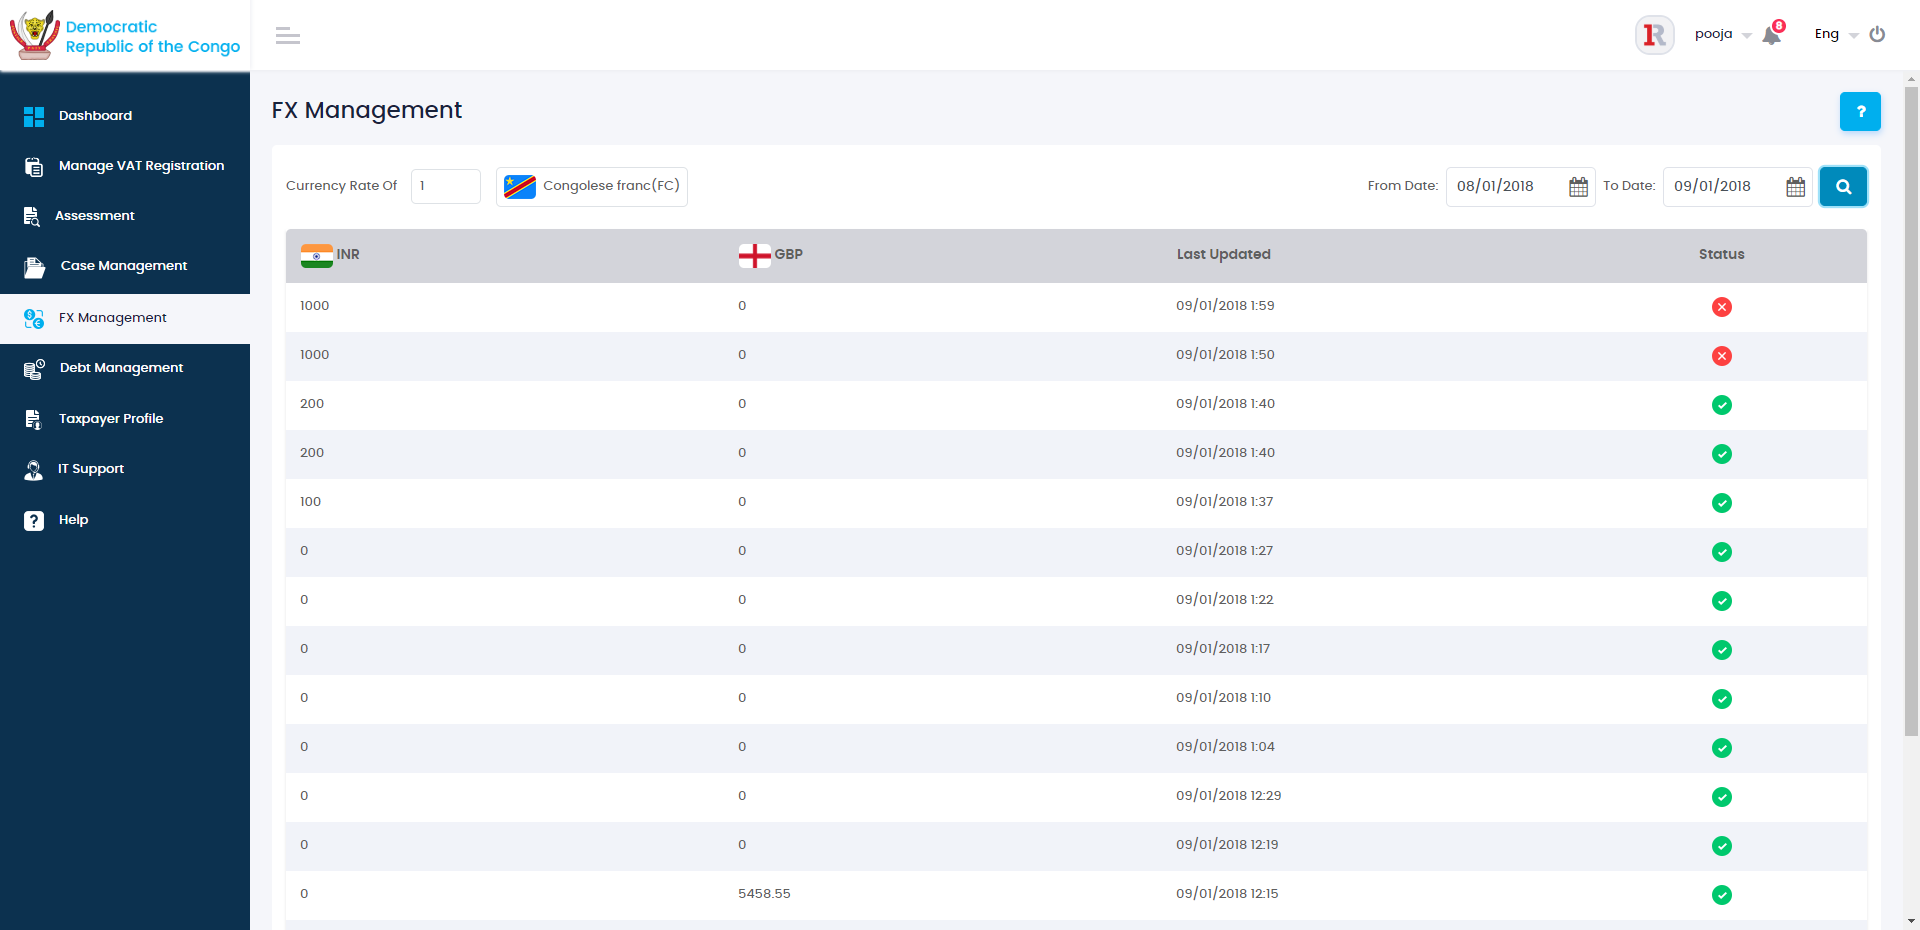 Democratic
Republic of the Congo
R
pooja
8
Eng
Dashboard
Manage VAT Registration
Assessment
Case Management
FX Management
Debt Management
Taxpayer Profile
IT Support
? Help
FX Management
?
Currency Rate Of 1 Congolese franc(FC) From Date: 08/01/2018 To Date: 09/01/2018
INR GBP Last Updated Status
1000 0 09/01/2018 1:59
1000 0 09/01/2018 1:50
200 0 09/01/2018 1:40
200 0 09/01/2018 1:40
100 0 09/01/2018 1:37
0 0 09/01/2018 1:27
0 0 09/01/2018 1:22
0 0 09/01/2018 1:17
0 0 09/01/2018 1:10
0 0 09/01/2018 1:04
0 0 09/01/2018 12:29
0 0 09/01/2018 12:19
0 5458.55 09/01/2018 12:15